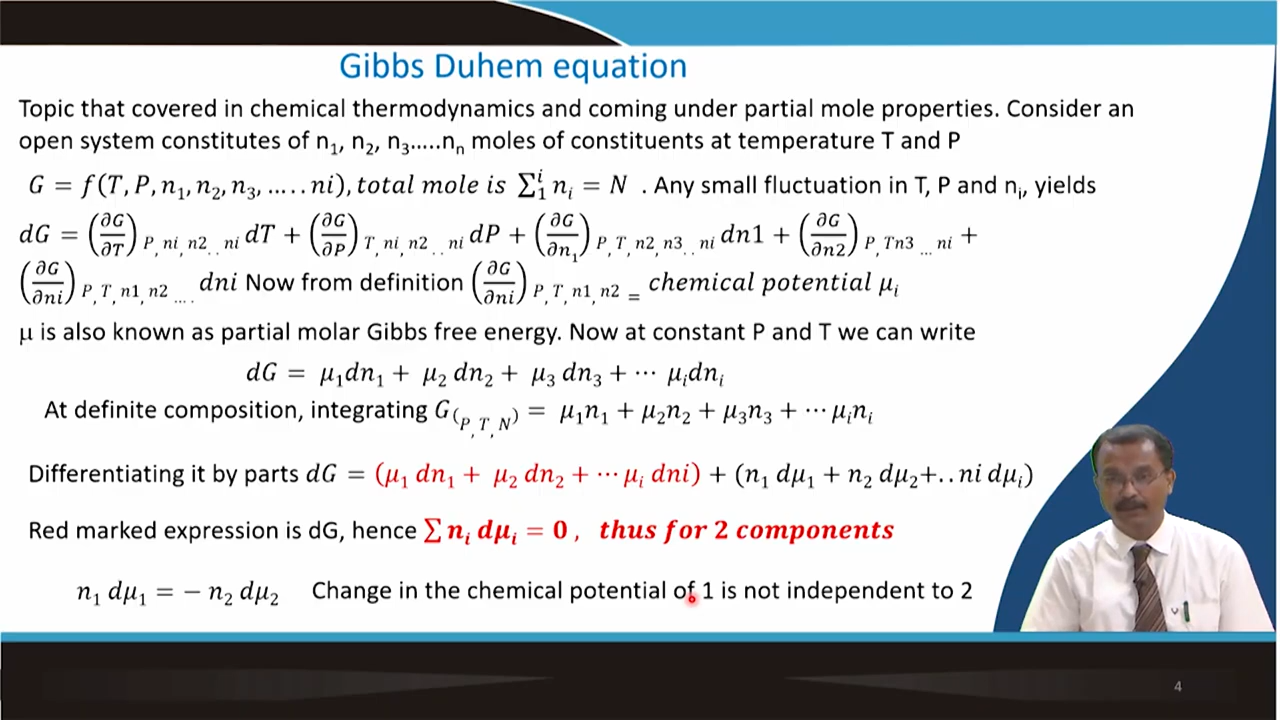 Gibbs Duhem equation
Topic that covered in chemical thermodynamics and coming under partial mole properties. Consider an
open system constitutes of n₁, n₂, n₃.....nₙ moles of constituents at temperature T and P
G = f(T, P, n₁, n₂, n₃, ..... ni), total mole is ∑₁ⁱ nᵢ = N . Any small fluctuation in T, P and nᵢ, yields
dG = (∂G/∂T) P, ni, n2.. ni dT + (∂G/∂P) T, ni, n2.. ni dP + (∂G/∂n₁) P, T, n2, n3.. ni dn1 + (∂G/∂n2) P, Tn3 ... ni +
(∂G/∂ni) P, T, n1, n2 .... dni Now from definition (∂G/∂ni) P, T, n1, n2 = chemical potential μᵢ
μ is also known as partial molar Gibbs free energy. Now at constant P and T we can write
dG = μ₁dn₁ + μ₂ dn₂ + μ₃ dn₃ + ⋯ μᵢdnᵢ
At definite composition, integrating G(P, T, N) = μ₁n₁ + μ₂n₂ + μ₃n₃ + ⋯ μᵢnᵢ
Differentiating it by parts dG = (μ₁ dn₁ + μ₂ dn₂ + ⋯ μᵢ dni) + (n₁ dμ₁ + n₂ dμ₂+.. ni dμᵢ)
Red marked expression is dG, hence ∑ nᵢ dμᵢ = 0 , thus for 2 components
n₁ dμ₁ = − n₂ dμ₂ Change in the chemical potential of 1 is not independent to 2
4